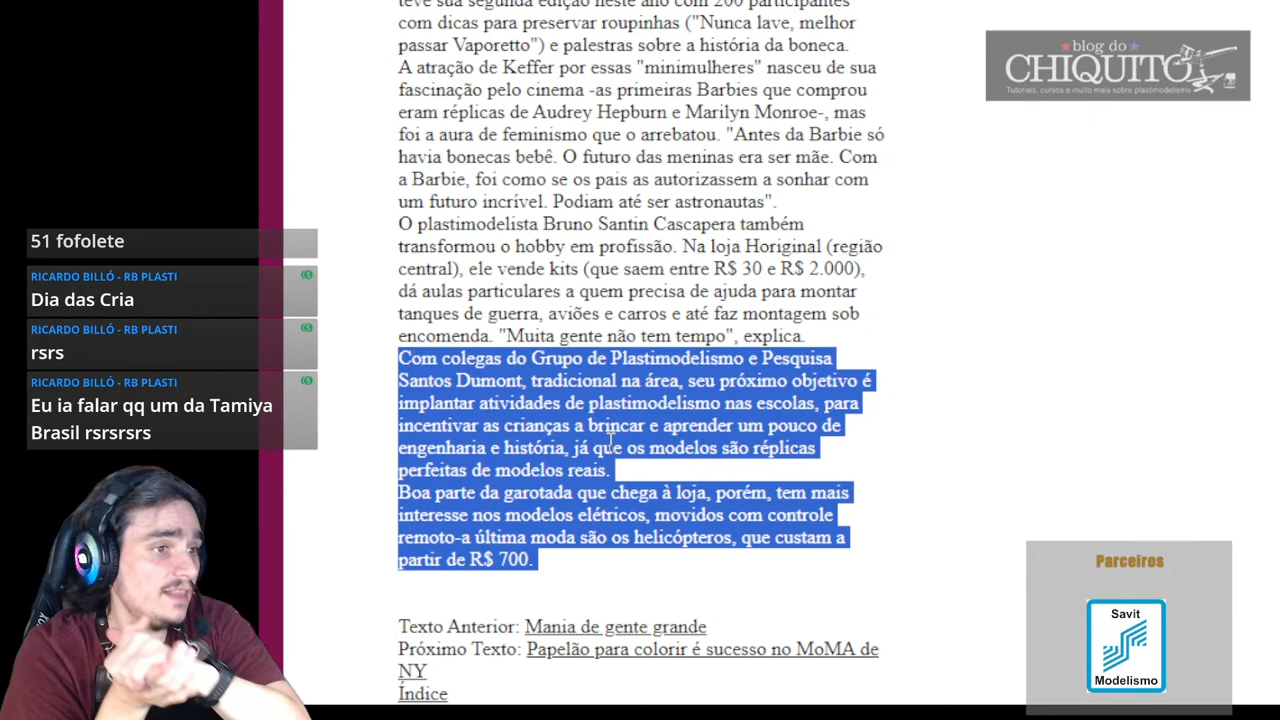 teve sua segunda edição neste ano com 200 participantes
com dicas para preservar roupinhas ("Nunca lave, melhor
passar Vaporetto") e palestras sobre a história da boneca.
A atração de Keffer por essas "minimulheres" nasceu de sua
fascinação pelo cinema -as primeiras Barbies que comprou
eram réplicas de Audrey Hepburn e Marilyn Monroe-, mas
foi a aura de feminismo que o arrebatou. "Antes da Barbie só
havia bonecas bebê. O futuro das meninas era ser mãe. Com
a Barbie, foi como se os pais as autorizassem a sonhar com
um futuro incrível. Podiam até ser astronautas".
O plastimodelista Bruno Santin Cascapera também
transformou o hobby em profissão. Na loja Horiginal (região
central), ele vende kits (que saem entre R$ 30 e R$ 2.000),
dá aulas particulares a quem precisa de ajuda para montar
tanques de guerra, aviões e carros e até faz montagem sob
encomenda. "Muita gente não tem tempo", explica.
Com colegas do Grupo de Plastimodelismo e Pesquisa
Santos Dumont, tradicional na área, seu próximo objetivo é
implantar atividades de plastimodelismo nas escolas, para
incentivar as crianças a brincar e aprender um pouco de
engenharia e história, já que os modelos são réplicas
perfeitas de modelos reais.
Boa parte da garotada que chega à loja, porém, tem mais
interesse nos modelos elétricos, movidos com controle
remoto-a última moda são os helicópteros, que custam a
partir de R$ 700.
Texto Anterior: Mania de gente grande
Próximo Texto: Papelão para colorir é sucesso no MoMA de
NY
Índice
51 fofolete
RICARDO BILLÓ - RB PLASTI
Dia das Cria
RICARDO BILLÓ - RB PLASTI
rsrs
RICARDO BILLÓ - RB PLASTI
Eu ia falar qq um da Tamiya
Brasil rsrsrsrs
blog do
CHIQUITO
Tutoriais, cursos e muito mais sobre plastimodelismo
Parceiros
Savit
Modelismo